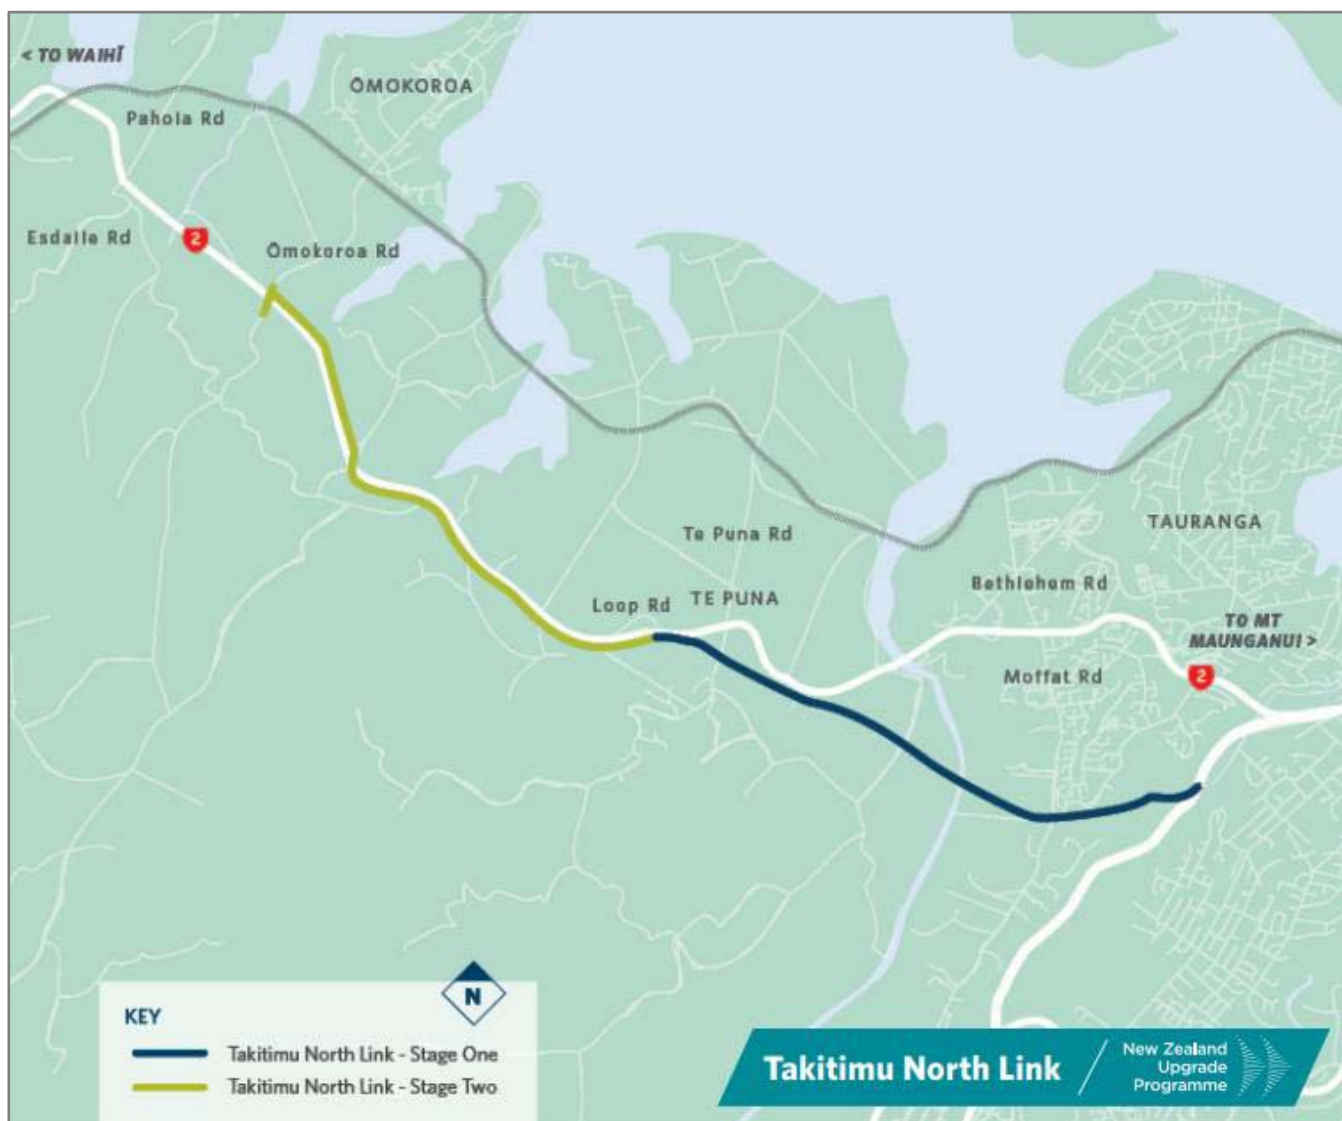 < TO WAIHĪ
ŌMOKOROA
Pahoia Rd
Esdaile Rd
2
Ōmokoroa Rd
Te Puna Rd
TAURANGA
Bethlehem Rd
Loop Rd
TE PUNA
TO MT
MAUNGANUI >
Moffat Rd
2
N
KEY
Takitimu North Link - Stage One
Takitimu North Link - Stage Two
Takitimu North Link
New Zealand
Upgrade
Programme